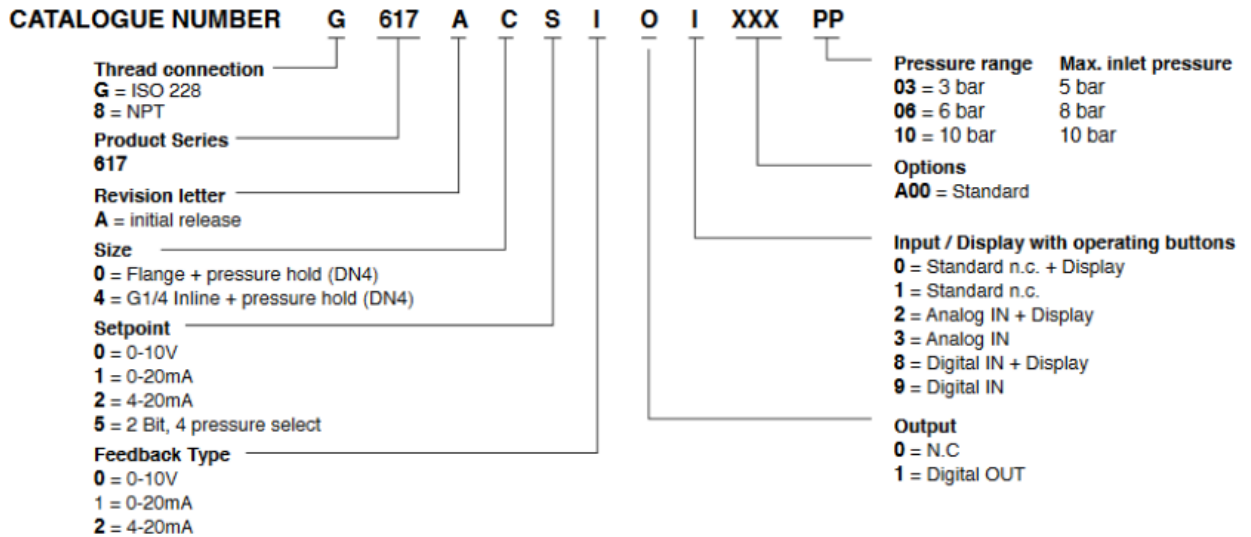 CATALOGUE NUMBER G 617 A C S I O I XXX PP
Thread connection
G = ISO 228
8 = NPT
Product Series
617
Revision letter
A = initial release
Size
0 = Flange + pressure hold (DN4)
4 = G1/4 Inline + pressure hold (DN4)
Setpoint
0 = 0-10V
1 = 0-20mA
2 = 4-20mA
5 = 2 Bit, 4 pressure select
Feedback Type
0 = 0-10V
1 = 0-20mA
2 = 4-20mA
Pressure range Max. inlet pressure
03 = 3 bar 5 bar
06 = 6 bar 8 bar
10 = 10 bar 10 bar
Options
A00 = Standard
Input / Display with operating buttons
0 = Standard n.c. + Display
1 = Standard n.c.
2 = Analog IN + Display
3 = Analog IN
8 = Digital IN + Display
9 = Digital IN
Output
0 = N.C
1 = Digital OUT